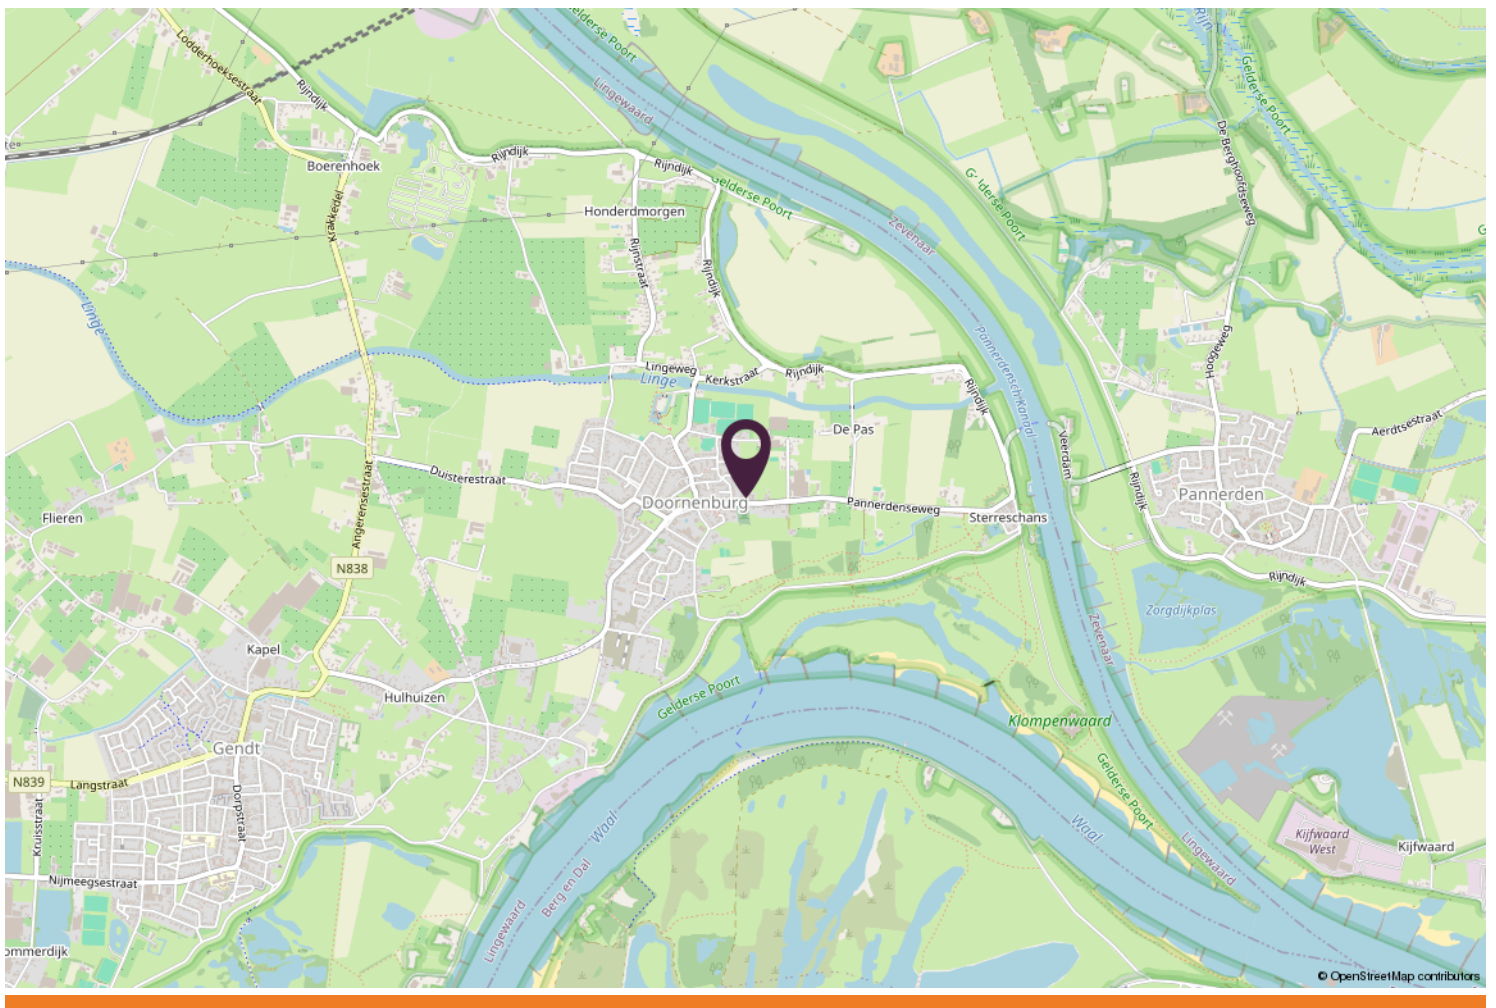 Gelderse Poort
Rijn
Lodderhoeksestraat
Rijndijk
Lingewaard
Gelderse Poort
De Berghoofdseweg
Boerenhoek
Rijndijk
Rijndijk
Gelderse Poort
Krakkedel
Honderdmorgen
Zevenaar
Rijnstraat
Rijndijk
Linge
Pannerdensch Kanaal
Hoogeweg
Lingeweg
Linge
Kerkstraat
Rijndijk
Rijndijk
De Pas
Aerdtsestraat
Veerdam
Duisterestraat
Rijndijk
Pannerden
Doornenburg
Pannerdenseweg
Sterreschans
Flieren
Angerensestraat
N838
Rijndijk
Zorgdijkplas
Zevenaar
Kapel
Hulhuizen
Gelderse Poort
Klompenwaard
Gendt
Gelderse Poort
N839
Langstraat
Dorpstraat
Kruisstraat
Waal
Waal
Kijfwaard
West
Kijfwaard
Lingewaard
Nijmeegsestraat
Berg en Dal
Lingewaard
ommerdijk
© OpenStreetMap contributors